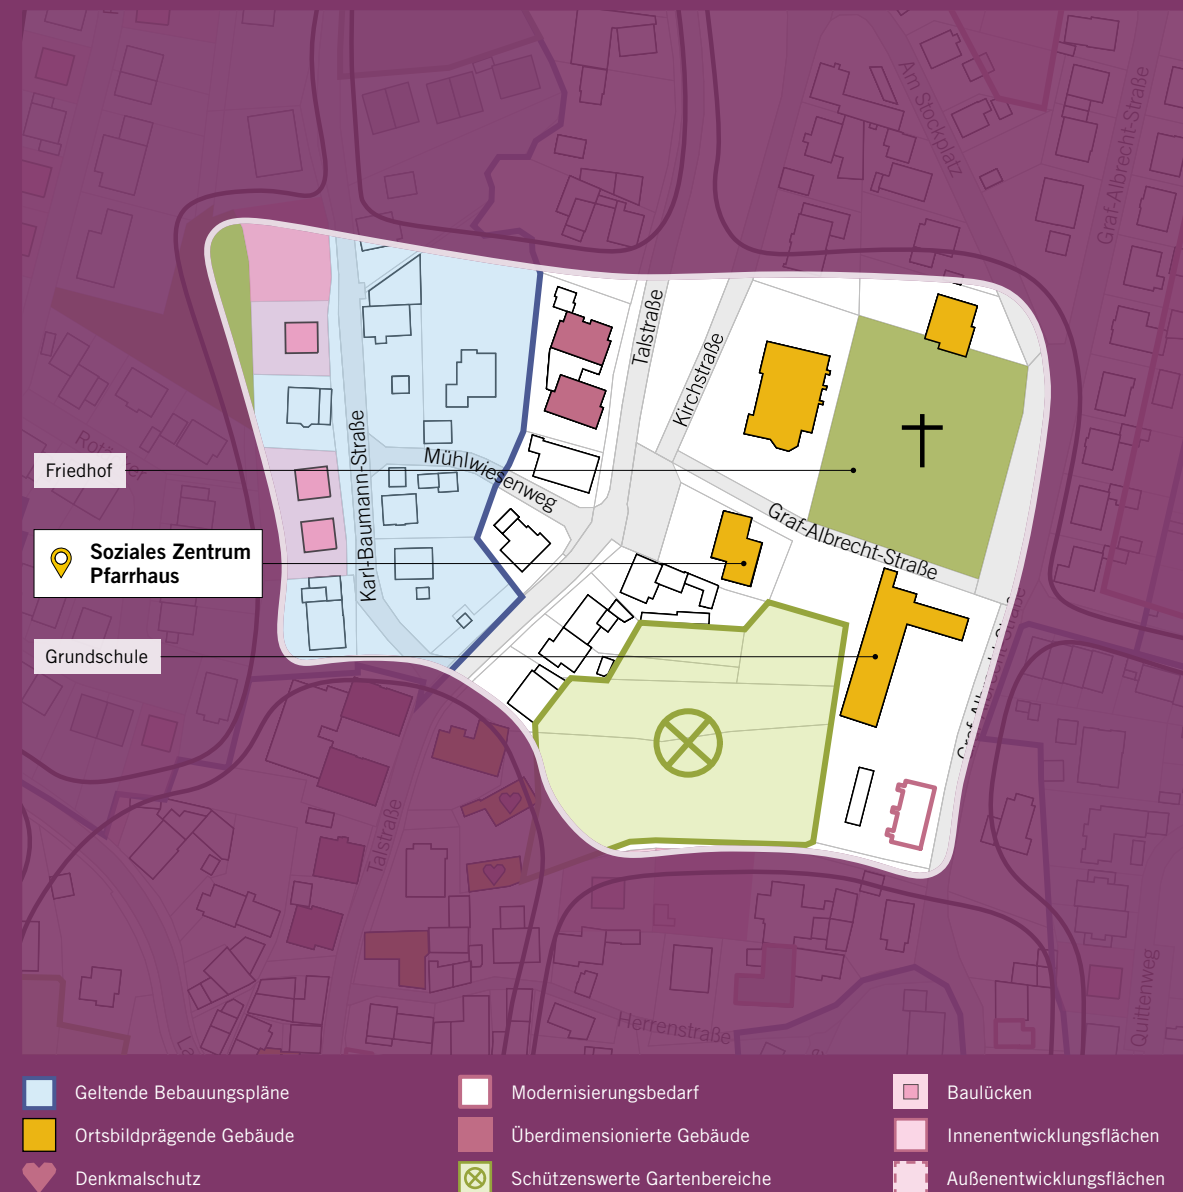 Am Stockplatz
Graf-Albrecht-Straße
Talstraße
Kirchstraße
Karl-Baumann-Straße
Mühlwiesenweg
Friedhof
Graf-Albrecht-Straße
Soziales Zentrum
Pfarrhaus
Grundschule
Talstraße
Herrenstraße
Quittenweg
Geltende Bebauungspläne
Modernisierungsbedarf
Baulücken
Ortsbildprägende Gebäude
Überdimensionierte Gebäude
Innenentwicklungsflächen
Denkmalschutz
Schützenswerte Gartenbereiche
Außenentwicklungsflächen